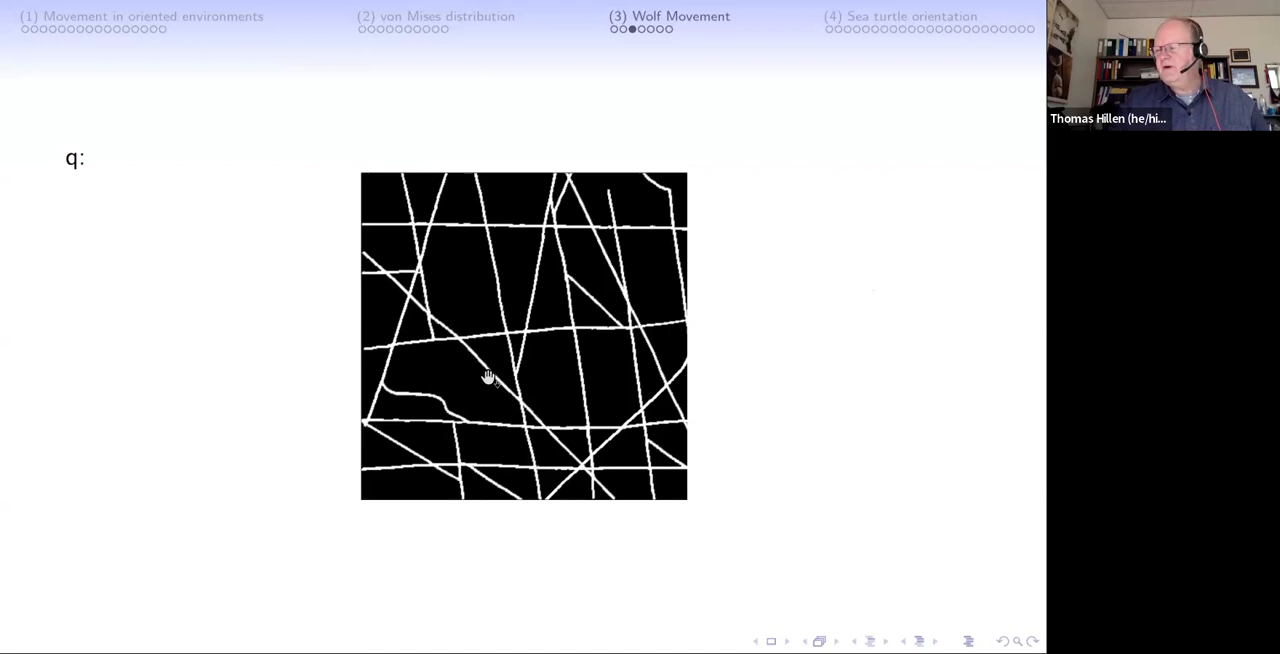 (1) Movement in oriented environments
(2) von Mises distribution
(3) Wolf Movement
(4) Sea turtle orientation
Thomas Hillen (he/hi...
q: